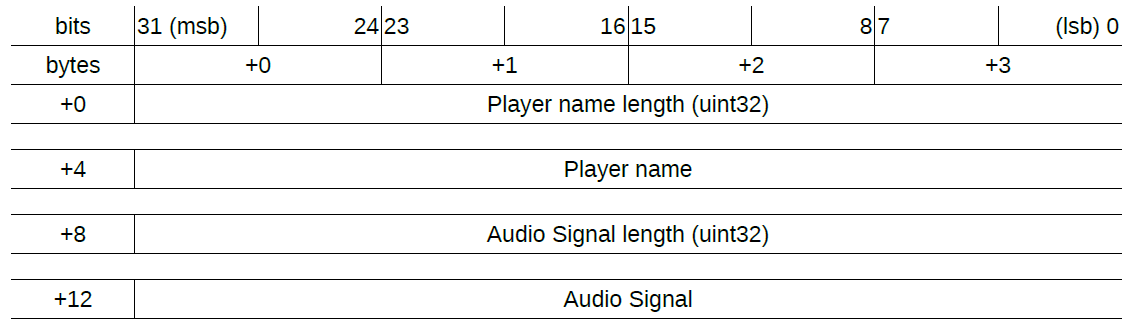 bits 31 (msb) 24 23 16 15 8 7 (lsb) 0
bytes +0 +1 +2 +3
+0 Player name length (uint32)
+4 Player name
+8 Audio Signal length (uint32)
+12 Audio Signal